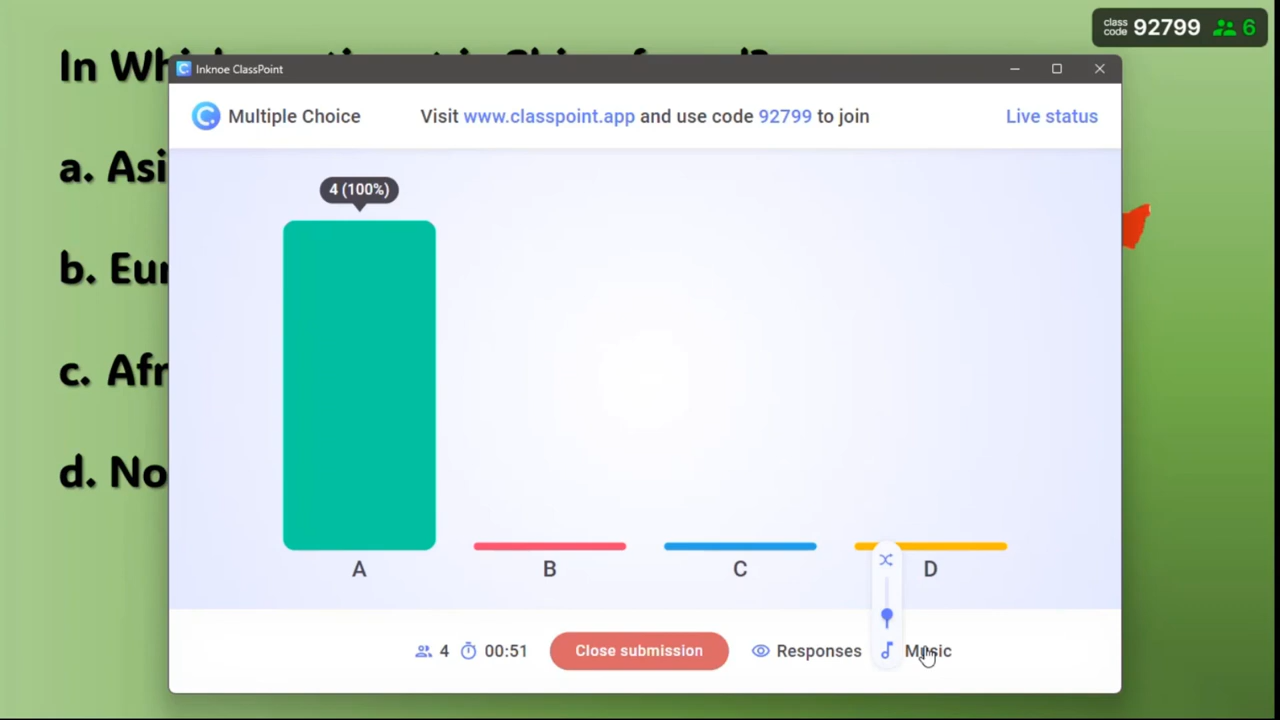 class code 92799 6
In Wh
Inknoe ClassPoint
Multiple Choice
Visit www.classpoint.app and use code 92799 to join
Live status
a. Asi
4 (100%)
b. Eur
c. Afr
d. No
A
B
C
D
4
00:51
Close submission
Responses
Music